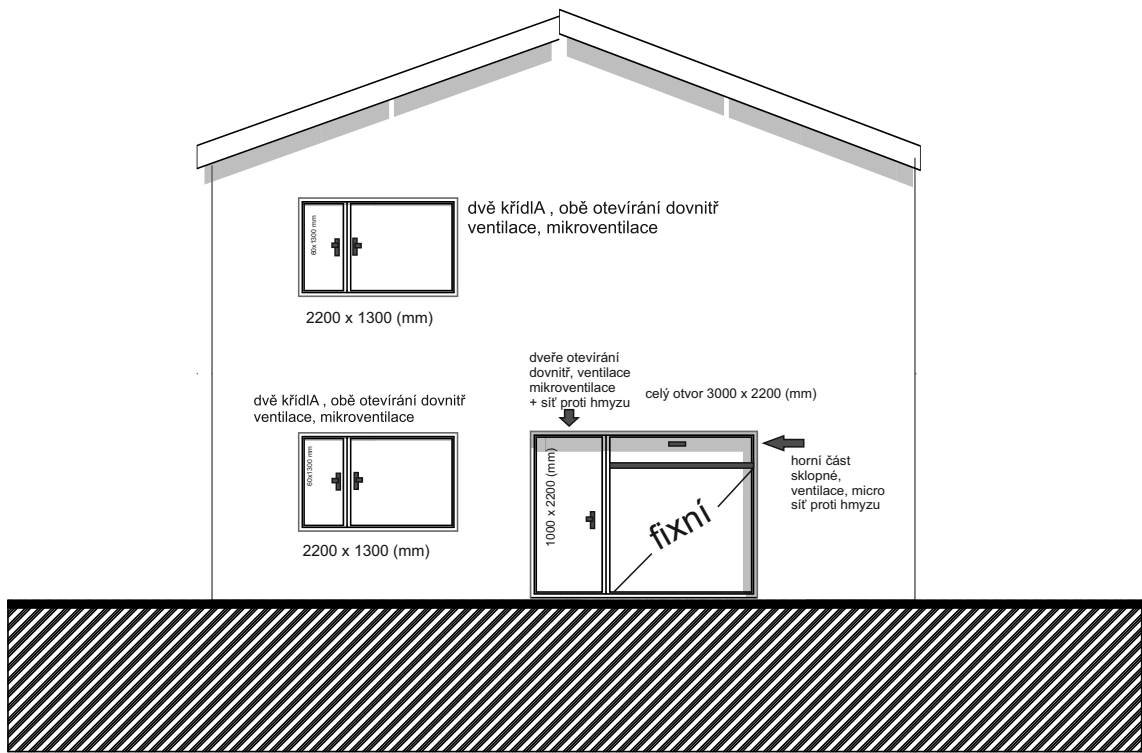 dvě křídlA , obě otevírání dovnitř
ventilace, mikroventilace
60x1300 mm
2200 x 1300 (mm)
dveře otevírání
dovnitř, ventilace
mikroventilace
+ síť proti hmyzu
celý otvor 3000 x 2200 (mm)
dvě křídlA , obě otevírání dovnitř
ventilace, mikroventilace
60x1300 mm
2200 x 1300 (mm)
1000 x 2200 (mm)
fixní
horní část
sklopné,
ventilace, micro
síť proti hmyzu